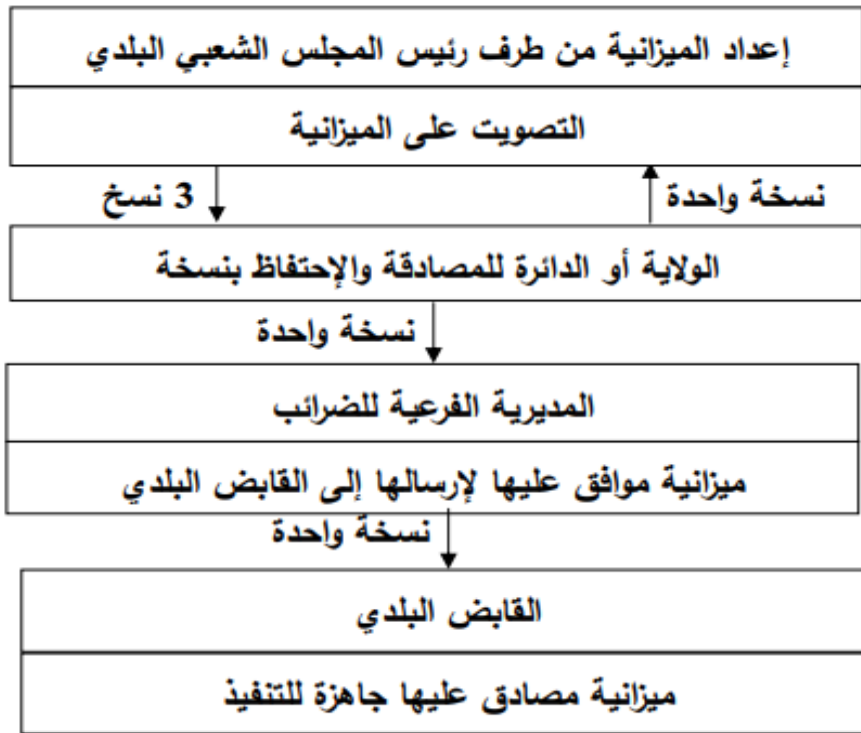 إعداد الميزانية من طرف رئيس المجلس الشعبي البلدي
التصويت على الميزانية
3 نسخ
نسخة واحدة
الولاية أو الدائرة للمصادقة والإحتفاظ بنسخة
نسخة واحدة
المديرية الفرعية للضرائب
ميزانية موافق عليها لإرسالها إلى القابض البلدي
نسخة واحدة
القابض البلدي
ميزانية مصادق عليها جاهزة للتنفيذ